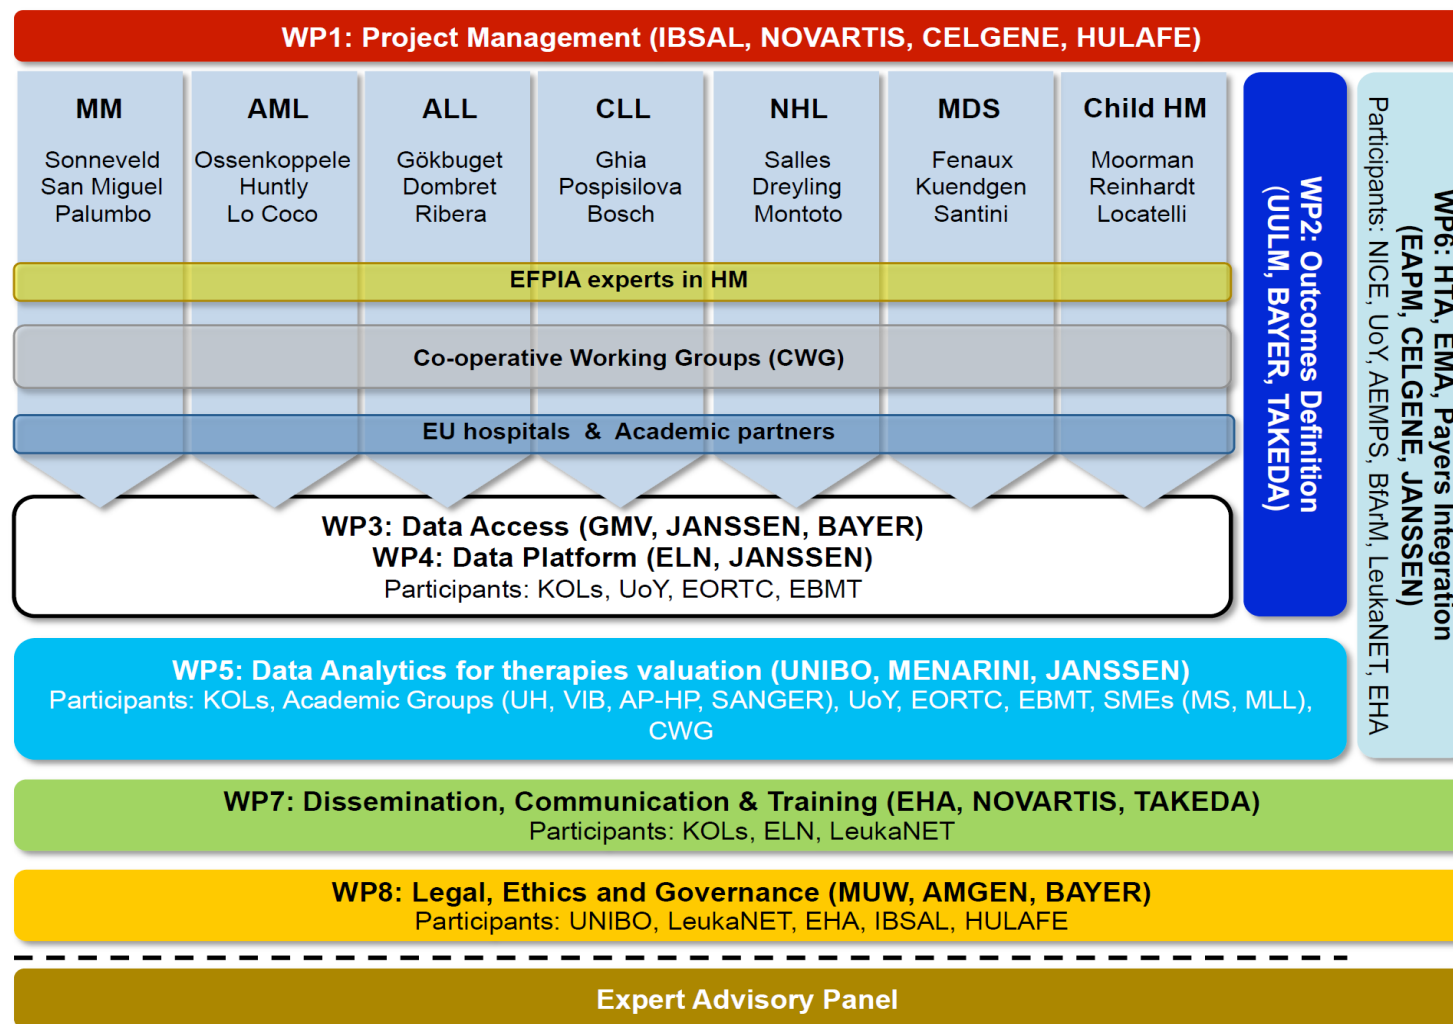 WP1: Project Management (IBSAL, NOVARTIS, CELGENE, HULAFE)
MM
Sonneveld
San Miguel
Palumbo
AML
Ossenkoppele
Huntly
Lo Coco
ALL
Gökbuget
Dombret
Ribera
CLL
Ghia
Pospisilova
Bosch
NHL
Salles
Dreyling
Montoto
MDS
Fenaux
Kuendgen
Santini
Child HM
Moorman
Reinhardt
Locatelli
EFPIA experts in HM
Co-operative Working Groups (CWG)
EU hospitals & Academic partners
WP2: Outcomes Definition
(UULM, BAYER, TAKEDA)
WP6: HTA, EMA, Payers Integration
(EAPM, CELGENE, JANSSEN)
Participants: NICE, UoY, AEMPS, BfArM, LeukaNET, EHA
WP3: Data Access (GMV, JANSSEN, BAYER)
WP4: Data Platform (ELN, JANSSEN)
Participants: KOLs, UoY, EORTC, EBMT
WP5: Data Analytics for therapies valuation (UNIBO, MENARINI, JANSSEN)
Participants: KOLs, Academic Groups (UH, VIB, AP-HP, SANGER), UoY, EORTC, EBMT, SMEs (MS, MLL),
CWG
WP7: Dissemination, Communication & Training (EHA, NOVARTIS, TAKEDA)
Participants: KOLs, ELN, LeukaNET
WP8: Legal, Ethics and Governance (MUW, AMGEN, BAYER)
Participants: UNIBO, LeukaNET, EHA, IBSAL, HULAFE
Expert Advisory Panel